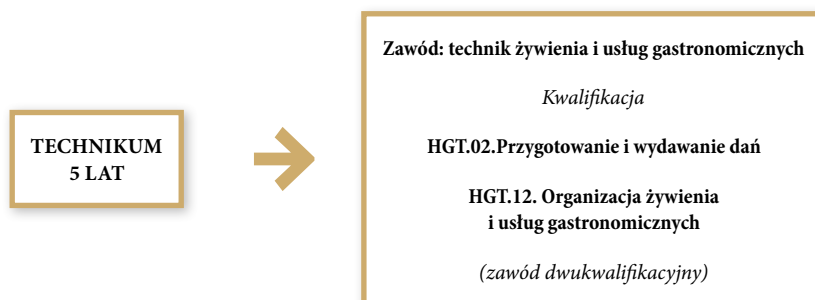 TECHNIKUM
5 LAT
Zawód: technik żywienia i usług gastronomicznych
Kwalifikacja
HGT.02.Przygotowanie i wydawanie dań
HGT.12. Organizacja żywienia
i usług gastronomicznych
(zawód dwukwalifikacyjny)